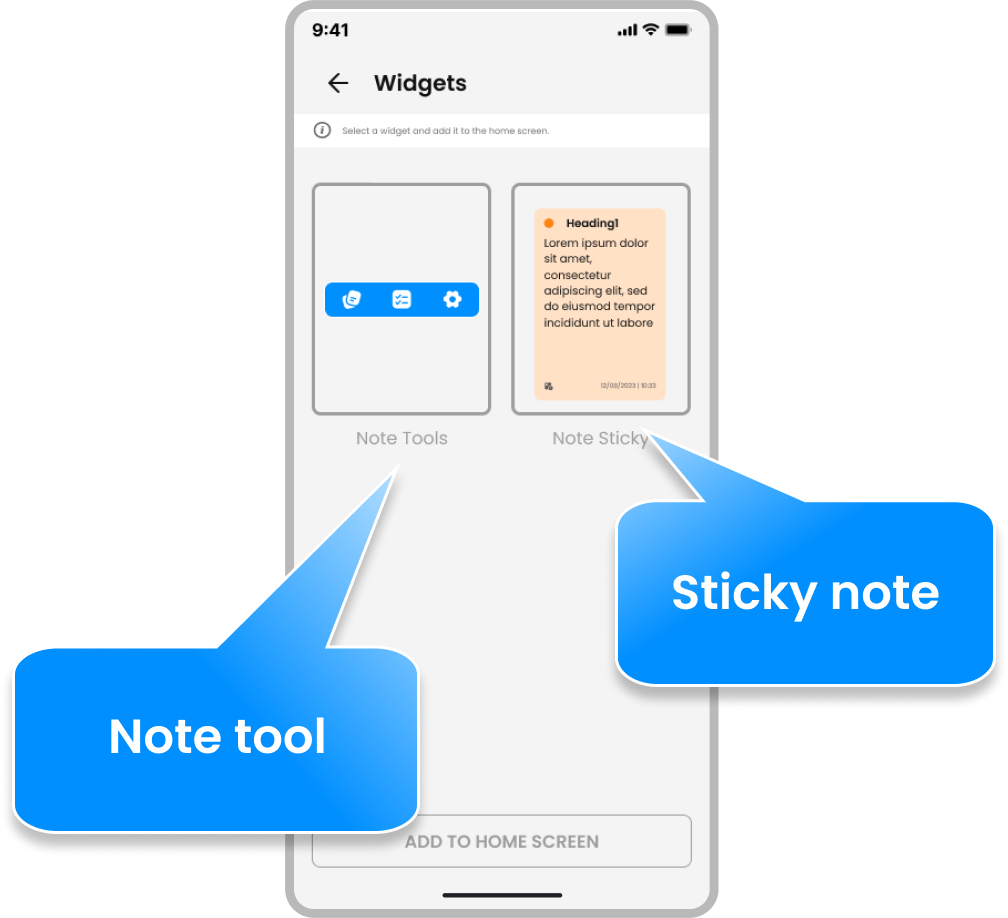 9:41
Widgets
Select a widget and add it to the home screen.
Heading1
Lorem ipsum dolor
sit amet,
consectetur
adipiscing elit, sed
do eiusmod tempor
incididunt ut labore
12/08/2023 | 10:33
Note Tools
Note Sticky
Sticky note
Note tool
ADD TO HOME SCREEN